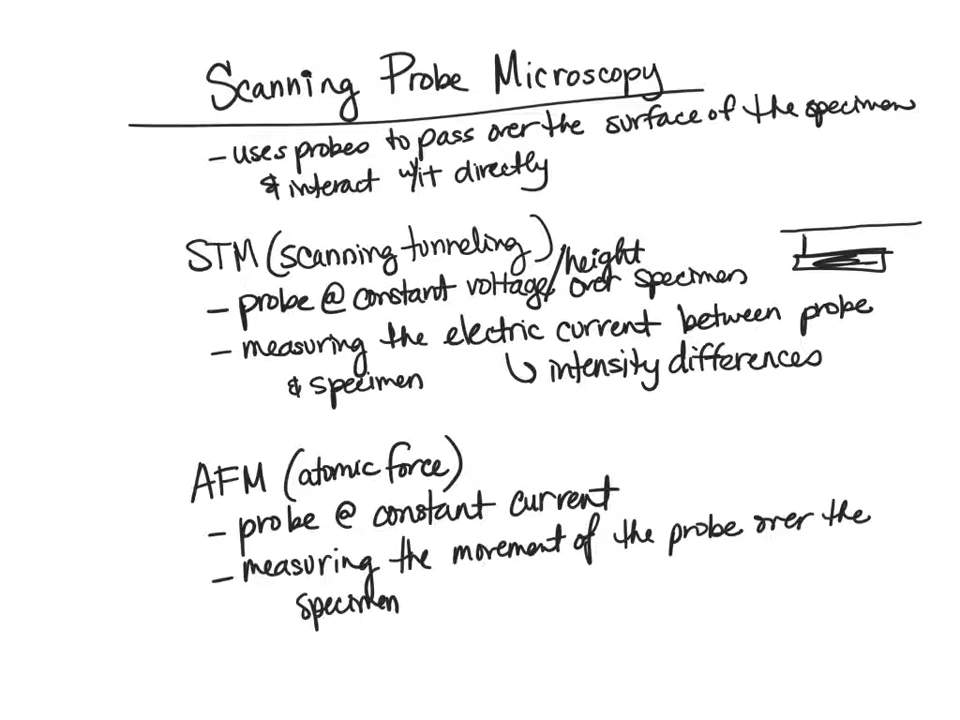 Scanning Probe Microscopy
- uses probes to pass over the surface of the specimen
& interact w/it directly
STM (scanning tunneling)
- probe @ constant voltage/height over specimen
- measuring the electric current between probe
& specimen ↳ intensity differences
AFM (atomic force)
- probe @ constant current
- measuring the movement of the probe over the
specimen